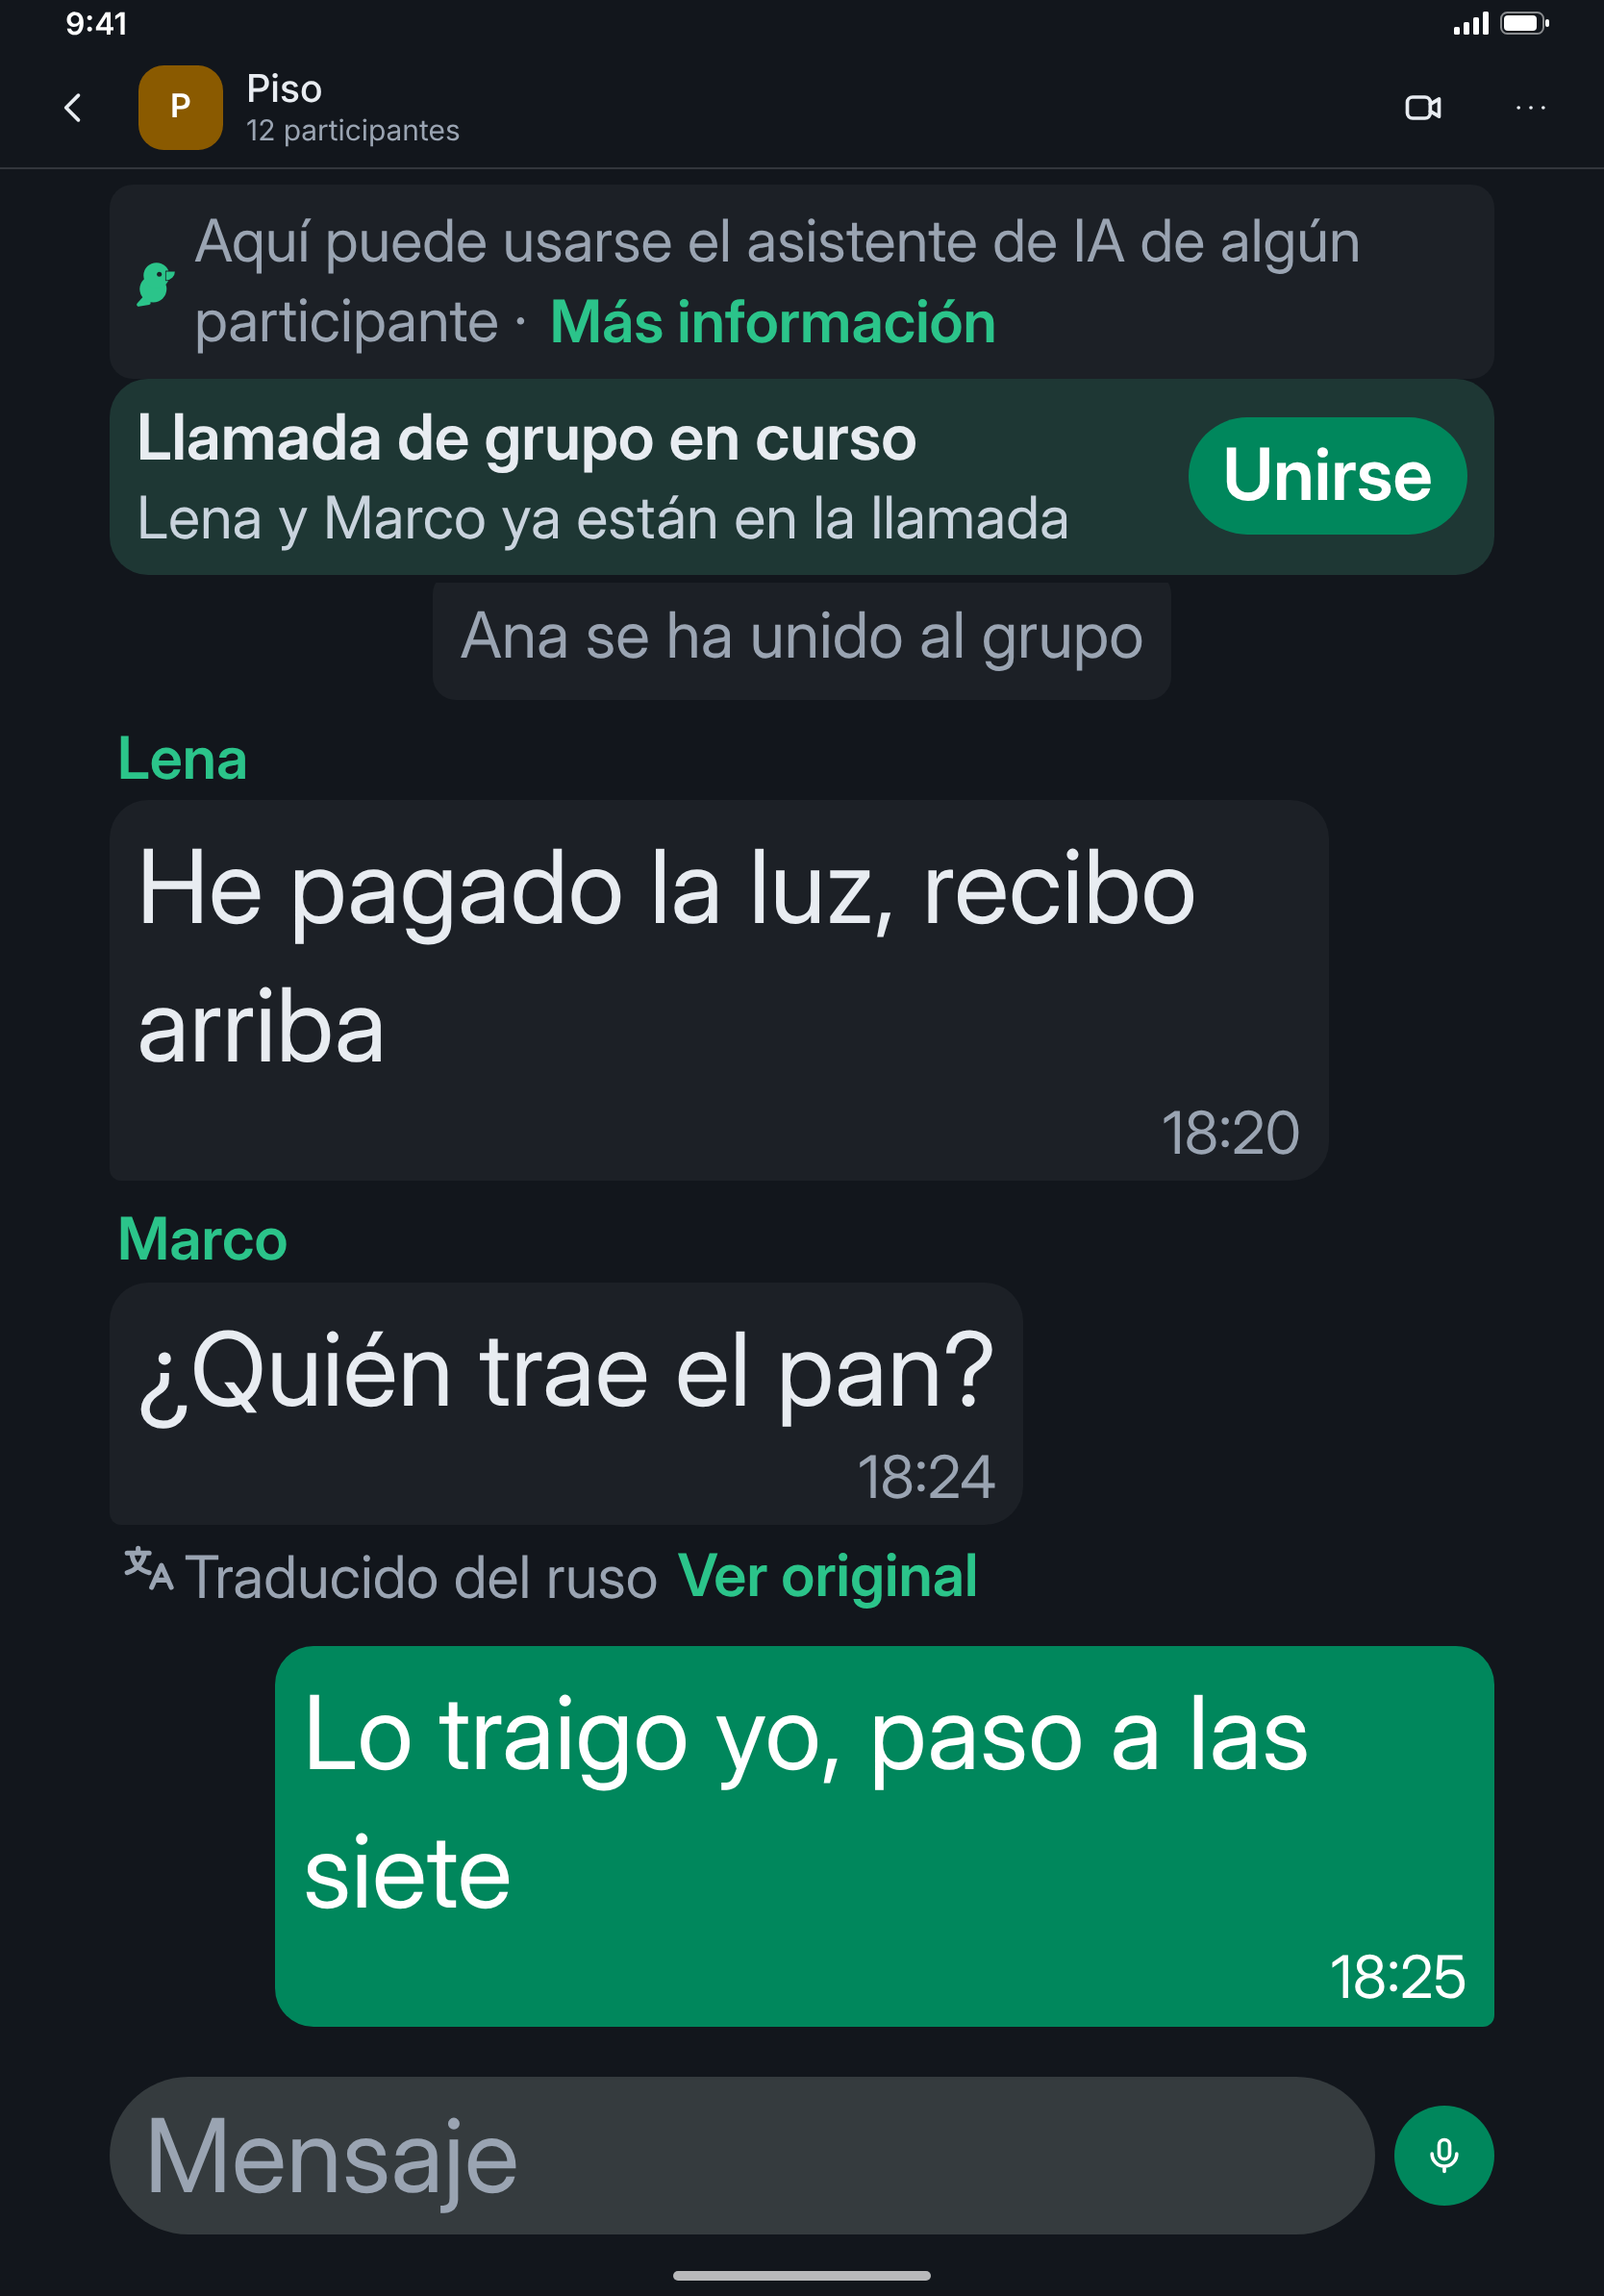 9:41
P
Piso
12 participantes
Aquí puede usarse el asistente de IA de algún
participante · Más información
Llamada de grupo en curso
Lena y Marco ya están en la llamada
Unirse
Ana se ha unido al grupo
Lena
He pagado la luz, recibo
arriba
18:20
Marco
¿Quién trae el pan?
18:24
Traducido del ruso Ver original
Lo traigo yo, paso a las
siete
18:25
Mensaje